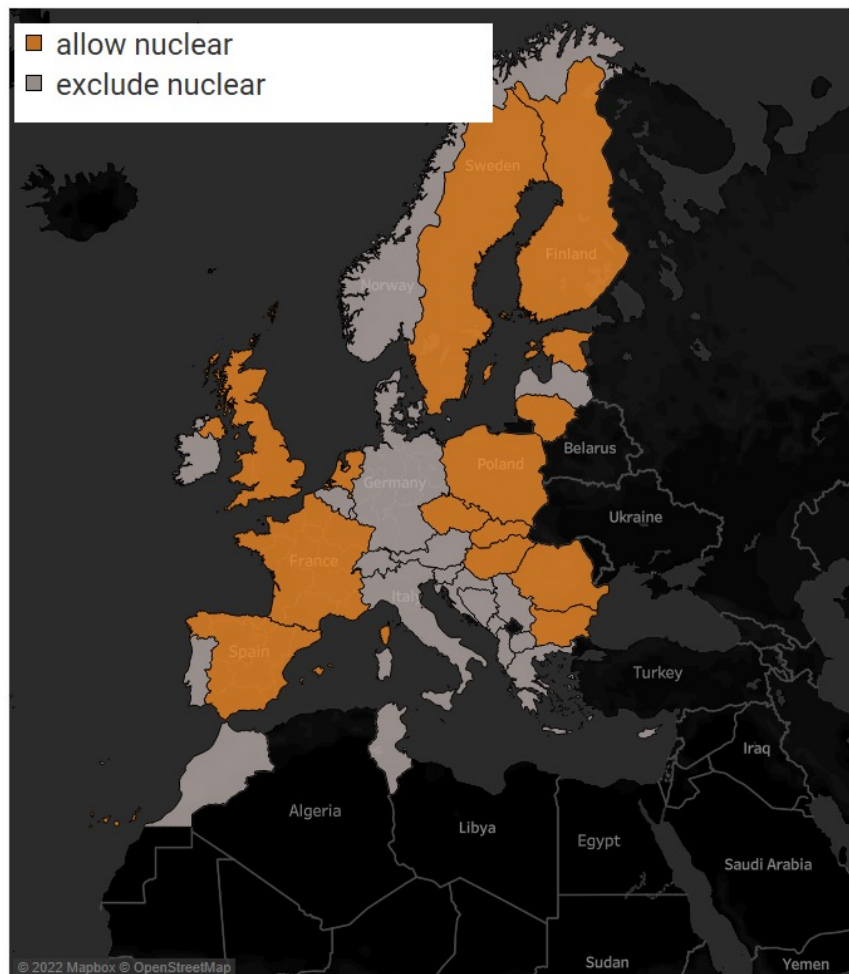 allow nuclear
exclude nuclear
Sweden
Finland
Norway
Belarus
Poland
Germany
Ukraine
France
Italy
Spain
Turkey
Iraq
Algeria
Libya
Egypt
Saudi Arabia
© 2022 Mapbox © OpenStreetMap
Sudan
Yemen